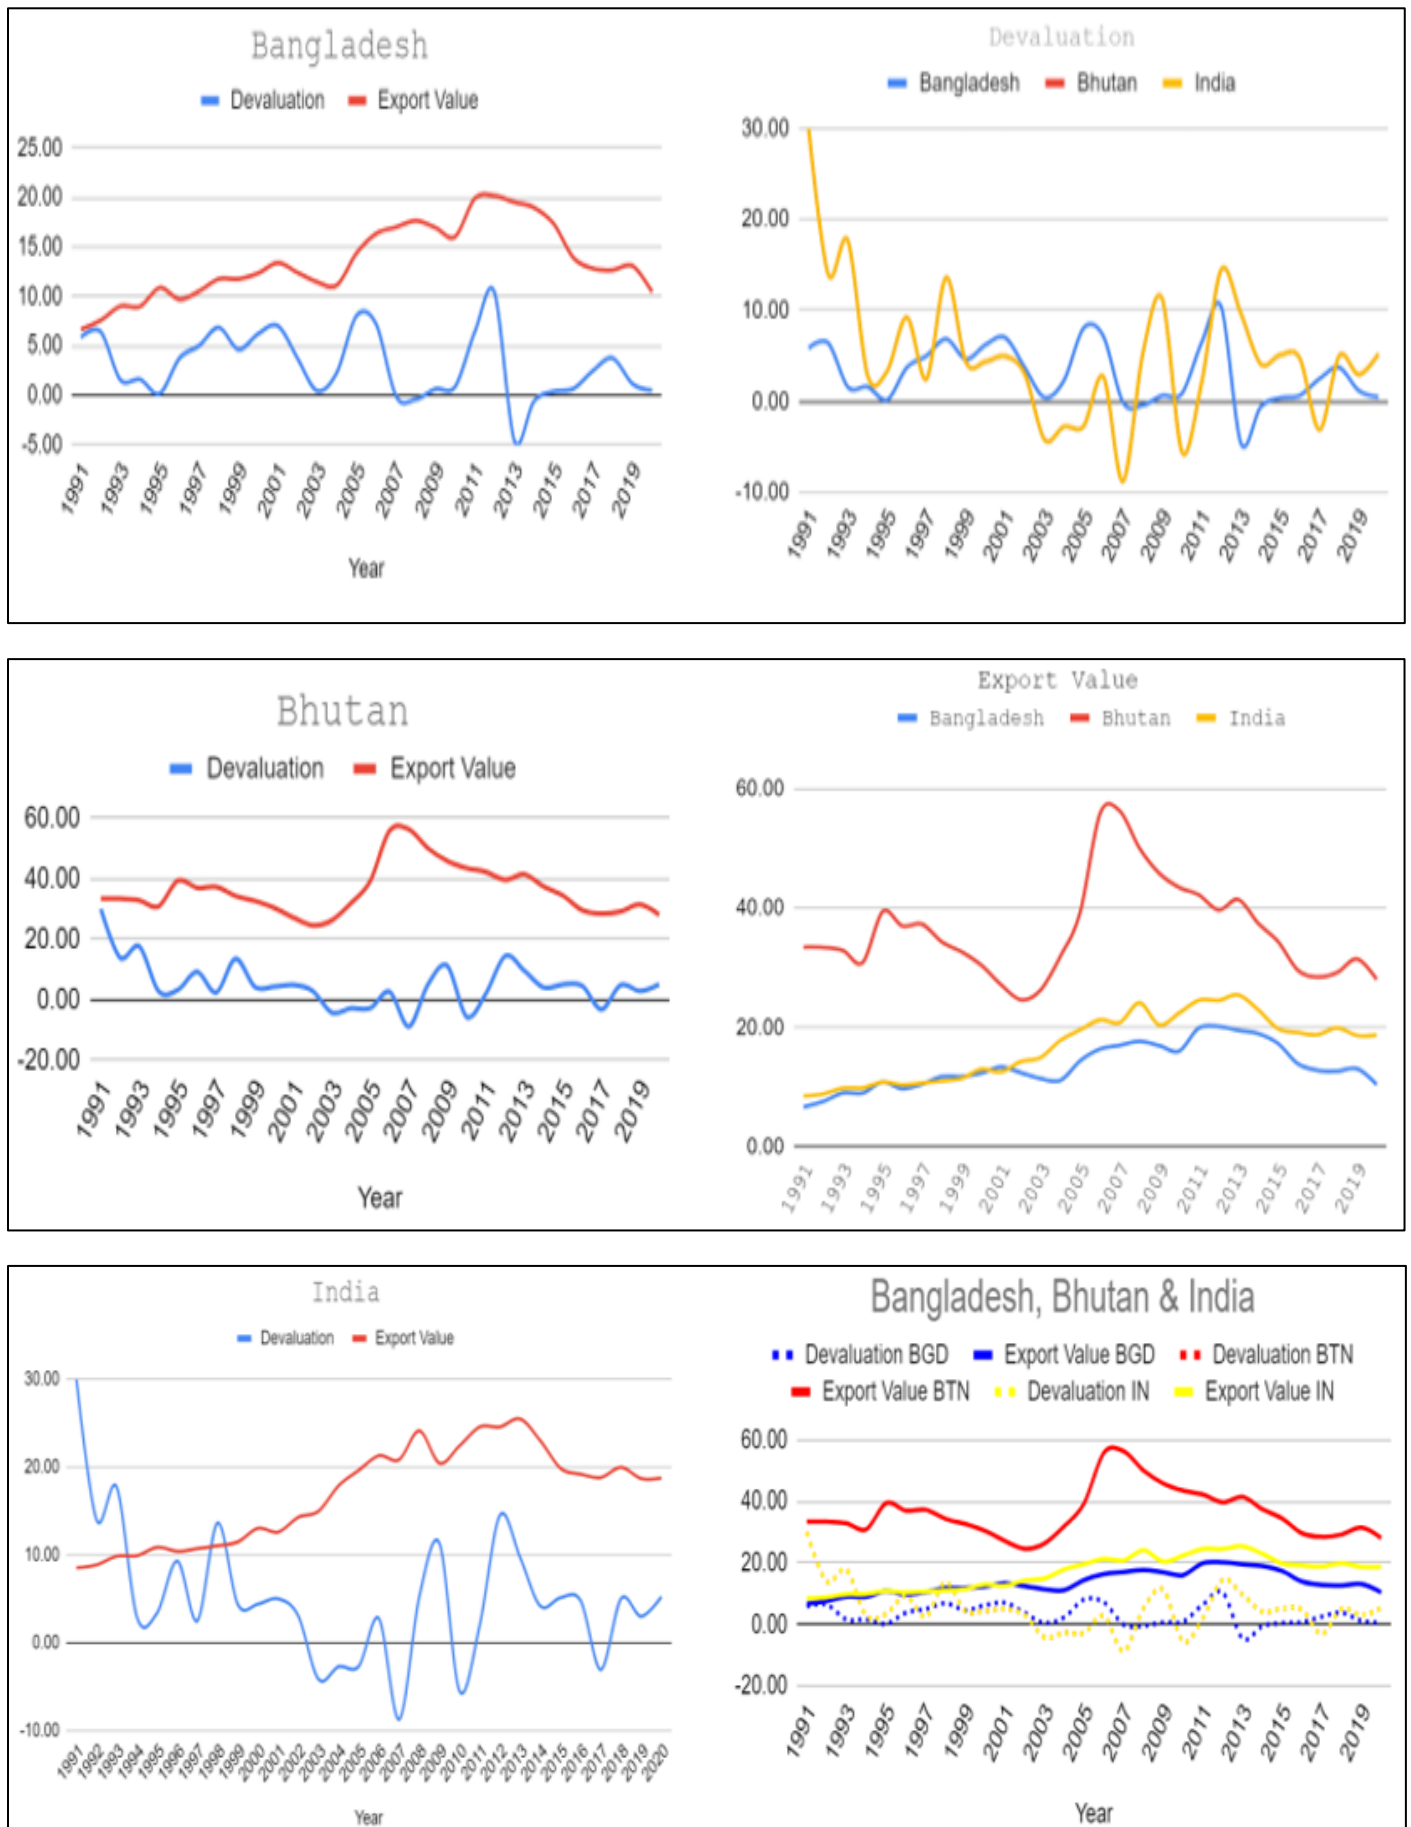 Bangladesh
Devaluation Export Value
25.00
20.00
15.00
10.00
5.00
0.00
-5.00
1991 1993 1995 1997 1999 2001 2003 2005 2007 2009 2011 2013 2015 2017 2019
Year
Devaluation
Bangladesh Bhutan India
30.00
20.00
10.00
0.00
-10.00
1991 1993 1995 1997 1999 2001 2003 2005 2007 2009 2011 2013 2015 2017 2019
Bhutan
Devaluation Export Value
60.00
40.00
20.00
0.00
-20.00
1991 1993 1995 1997 1999 2001 2003 2005 2007 2009 2011 2013 2015 2017 2019
Year
Export Value
Bangladesh Bhutan India
60.00
40.00
20.00
0.00
1991 1993 1995 1997 1999 2001 2003 2005 2007 2009 2011 2013 2015 2017 2019
India
Devaluation Export Value
30.00
20.00
10.00
0.00
-10.00
1991 1992 1993 1994 1995 1996 1997 1998 1999 2000 2001 2002 2003 2004 2005 2006 2007 2008 2009 2010 2011 2012 2013 2014 2015 2016 2017 2018 2019 2020
Year
Bangladesh, Bhutan & India
Devaluation BGD Export Value BGD Devaluation BTN
Export Value BTN Devaluation IN Export Value IN
60.00
40.00
20.00
0.00
-20.00
1991 1993 1995 1997 1999 2001 2003 2005 2007 2009 2011 2013 2015 2017 2019
Year